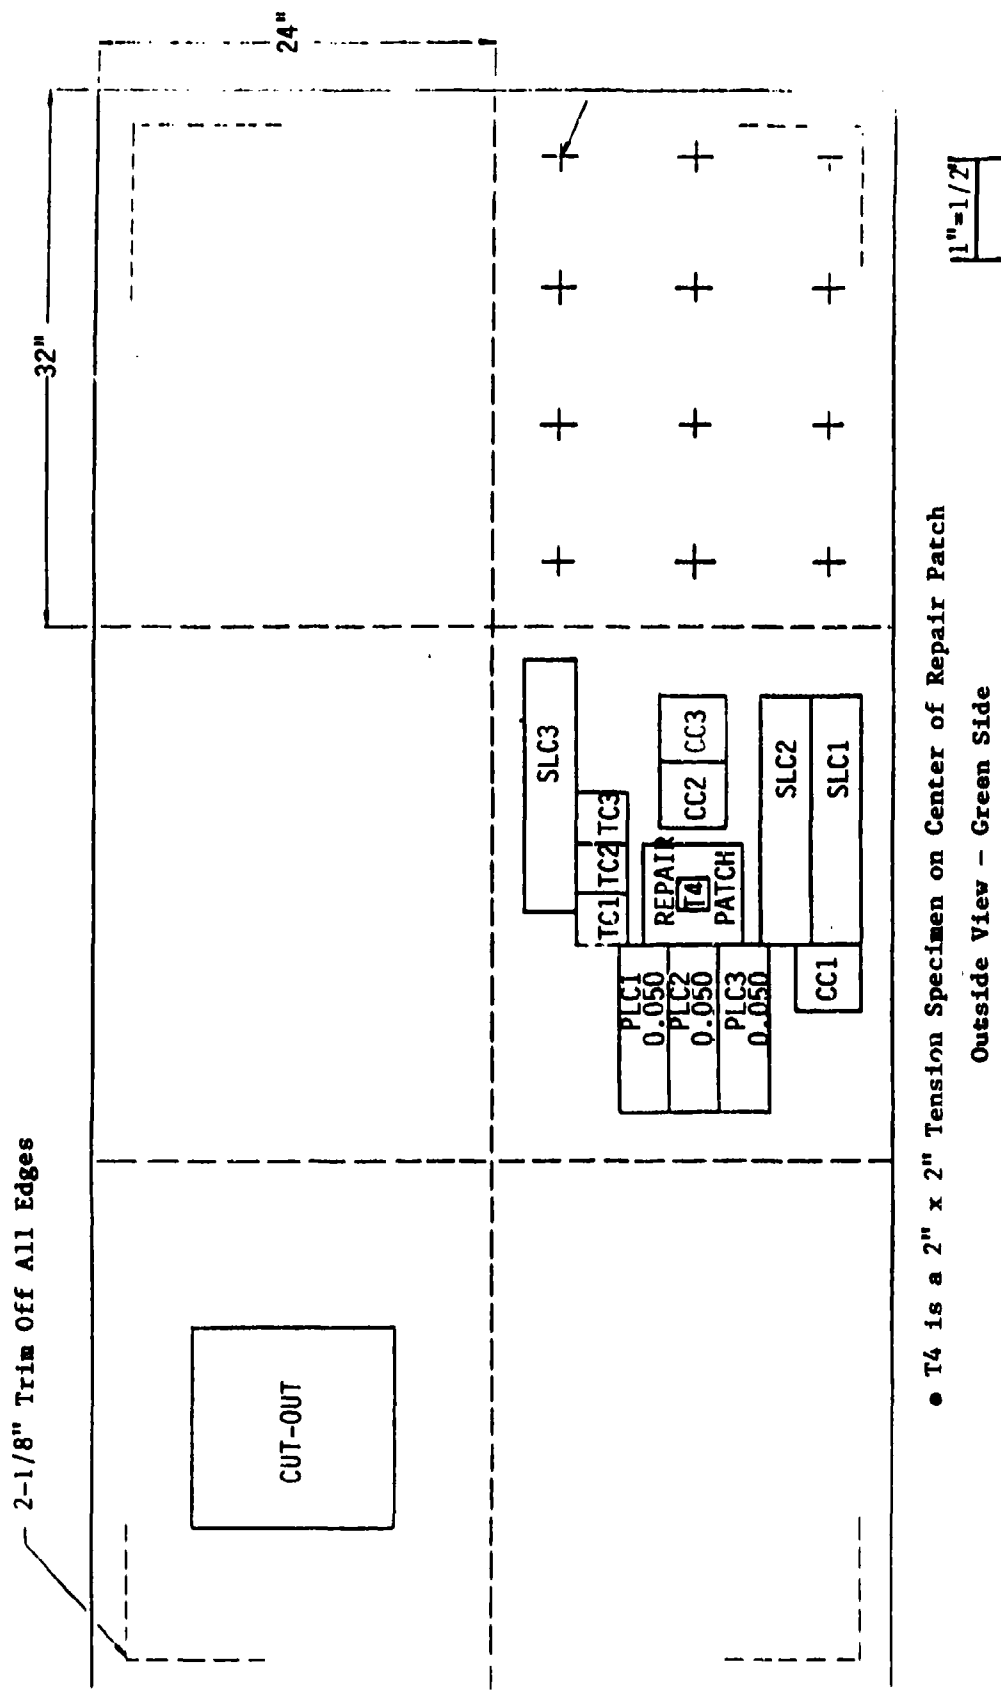 2-1/8" Trim Off All Edges
32"
24"
CUT-OUT
SLC3
TC1
TC2
TC3
PLC1
0.050
PLC2
0.050
PLC3
0.050
REPAIR
T4
PATCH
CC2
CC3
SLC2
SLC1
CC1
1"=1/2"
• T4 is a 2" x 2" Tension Specimen on Center of Repair Patch
Outside View - Green Side